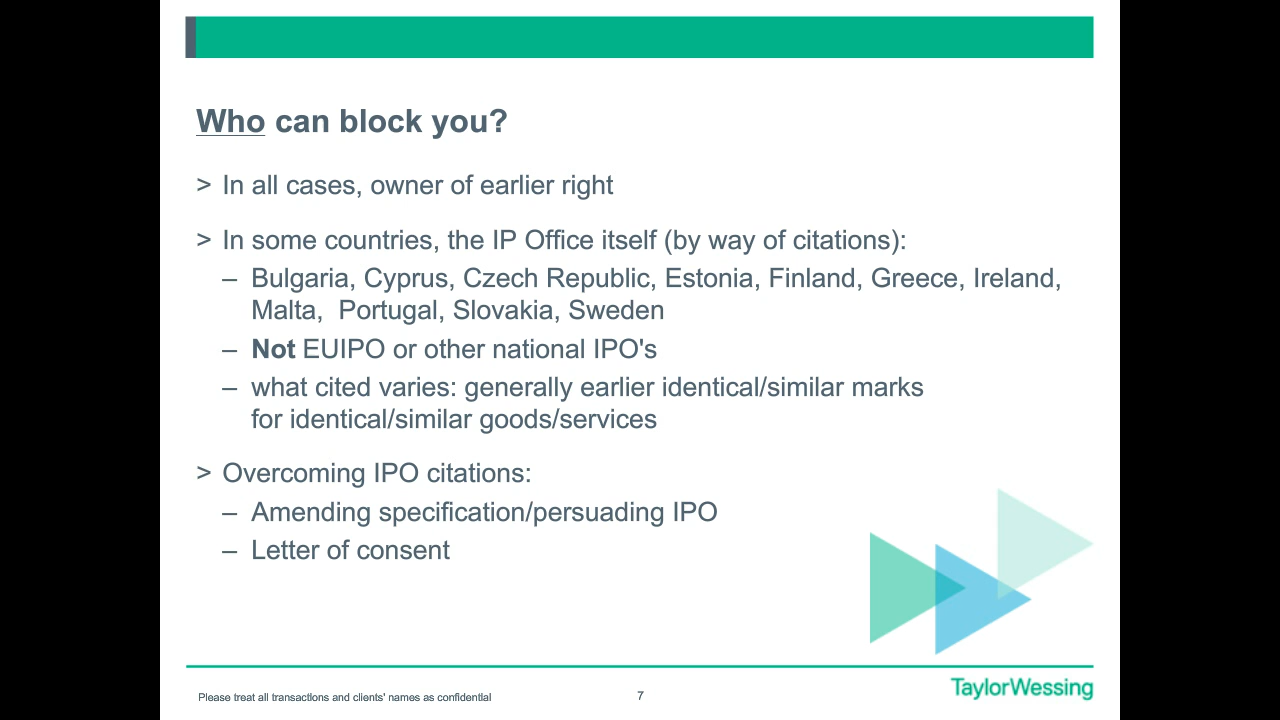 Who can block you?
> In all cases, owner of earlier right
> In some countries, the IP Office itself (by way of citations):
– Bulgaria, Cyprus, Czech Republic, Estonia, Finland, Greece, Ireland,
Malta,  Portugal, Slovakia, Sweden
– Not EUIPO or other national IPO's
– what cited varies: generally earlier identical/similar marks
for identical/similar goods/services
> Overcoming IPO citations:
– Amending specification/persuading IPO
– Letter of consent
Please treat all transactions and clients' names as confidential
7
TaylorWessing